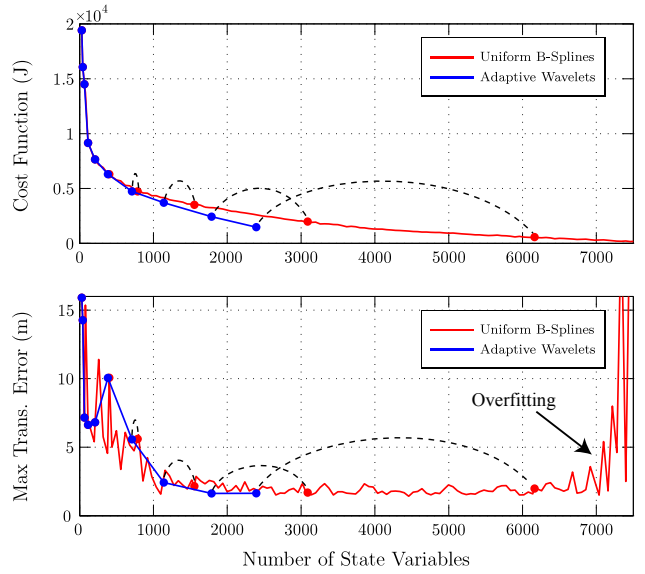 ×10⁴
2
1.5
1
0.5
0
Cost Function (J)
Uniform B-Splines
Adaptive Wavelets
0 1000 2000 3000 4000 5000 6000 7000
15
10
5
0
Max Trans. Error (m)
Uniform B-Splines
Adaptive Wavelets
Overfitting
0 1000 2000 3000 4000 5000 6000 7000
Number of State Variables